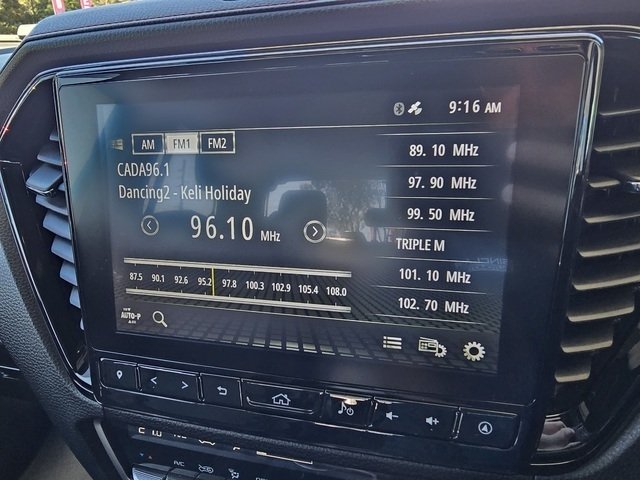 9:16 AM
AM FM1 FM2
CADA96.1
Dancing2 - Keli Holiday
96.10 MHz
87.5 90.1 92.6 95.2 97.8 100.3 102.9 105.4 108.0
AUTO-P
89.10 MHz
97.90 MHz
99.50 MHz
TRIPLE M
101.10 MHz
102.70 MHz
A/C